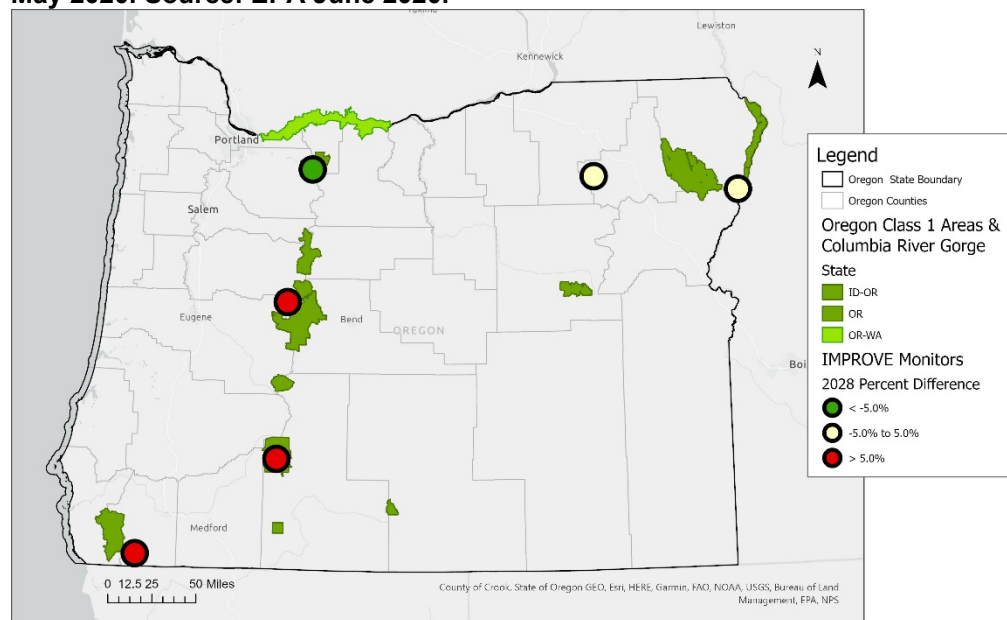 May 2020. Source: EPA June 2020.
Lewiston
Kennewick
N
Portland
Salem
Eugene
Bend
OREGON
Boi
Medford
0 12.5 25 50 Miles
County of Crook, State of Oregon GEO, Esri, HERE, Garmin, FAO, NOAA, USGS, Bureau of Land
Management, EPA, NPS
Legend
Oregon State Boundary
Oregon Counties
Oregon Class 1 Areas &
Columbia River Gorge
State
ID-OR
OR
OR-WA
IMPROVE Monitors
2028 Percent Difference
< -5.0%
-5.0% to 5.0%
> 5.0%